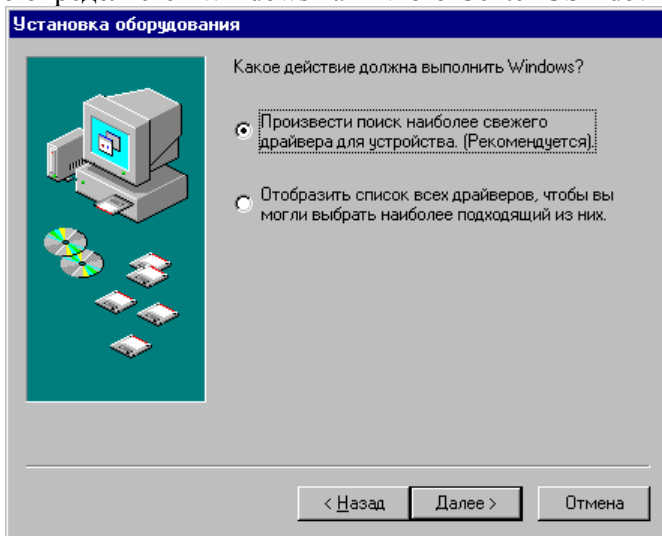 Установка оборудования
Какое действие должна выполнить Windows?
Произвести поиск наиболее свежего
драйвера для устройства. (Рекомендуется).
Отобразить список всех драйверов, чтобы вы
могли выбрать наиболее подходящий из них.
< Назад Далее > Отмена